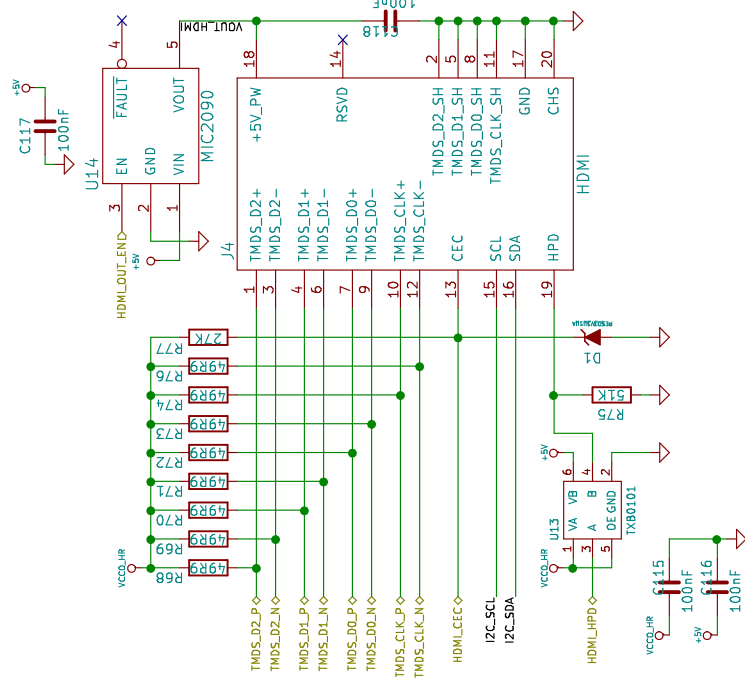 100nF
C118
VOUT_HDMI
4
5
18
14
2
5
8
11
17
20
+5V
C117
100nF
FAULT
VOUT
EN
GND
VIN
U14
MIC2090
+5V_PW
RSVD
TMDS_D2_SH
TMDS_D1_SH
TMDS_D0_SH
TMDS_CLK_SH
GND
CHS
HDMI
J4
TMDS_D2+
TMDS_D2-
TMDS_D1+
TMDS_D1-
TMDS_D0+
TMDS_D0-
TMDS_CLK+
TMDS_CLK-
CEC
SCL
SDA
HPD
3
2
1
HDMI_OUT_EN
+5V
1
3
4
6
7
9
10
12
13
15
16
19
27K
R77
49R9
R76
49R9
R74
49R9
R73
49R9
R72
49R9
R71
49R9
R70
49R9
R69
49R9
R68
VCCO_HR
D1
51K
R75
+5V
6
4
2
VB
B
GND
VA
A
OE
U13
TXB0101
1
3
5
VCCO_HR
C115
100nF
C116
100nF
VCCO_HR
+5V
TMDS_D2_P
TMDS_D2_N
TMDS_D1_P
TMDS_D1_N
TMDS_D0_P
TMDS_D0_N
TMDS_CLK_P
TMDS_CLK_N
HDMI_CEC
I2C_SCL
I2C_SDA
HDMI_HPD